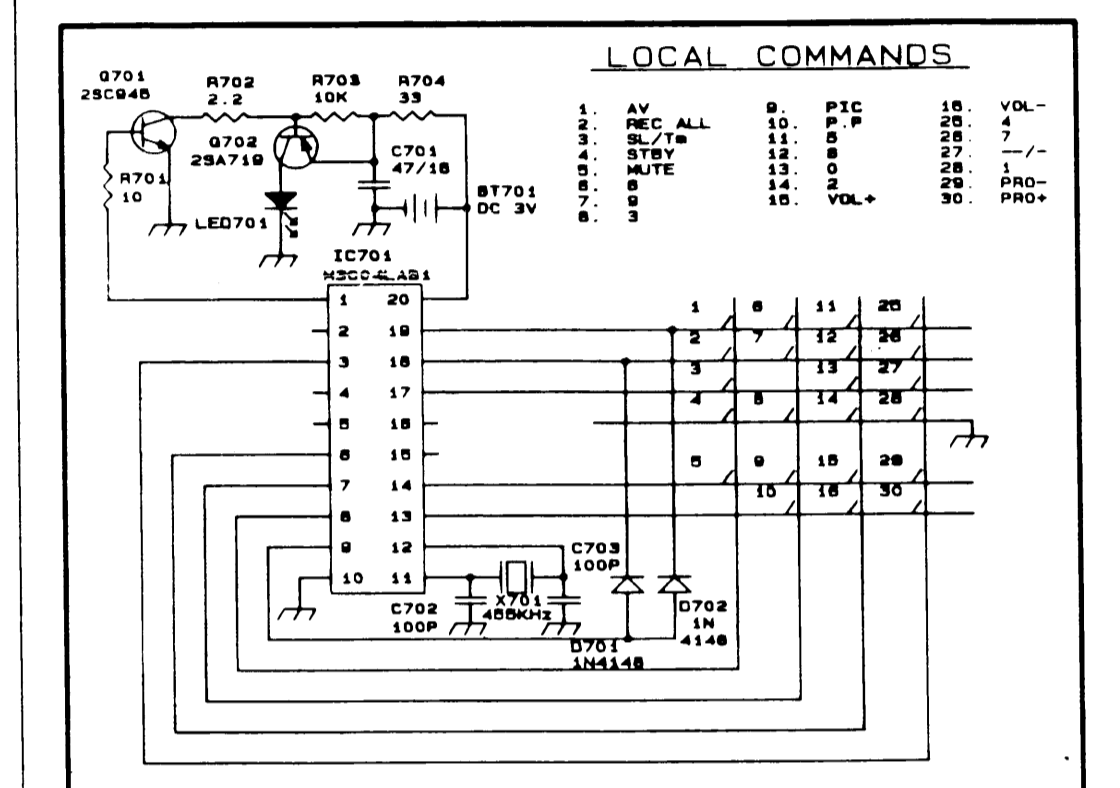 LOCAL COMMANDS
1. AV
2. REC ALL
3. SL/Tm
4. STBY
5. MUTE
6. 6
7. 9
8. 3
9. PIC
10. P.P
11. 5
12. 8
13. 0
14. 2
15. VOL+
16. VOL-
25. 4
26. 7
27. --/-
28. 1
29. PRO-
30. PRO+
Q701
2SC945
R702
2.2
R703
10K
R704
33
Q702
2SA719
C701
47/16
R701
10
LED701
BT701
DC 3V
IC701
1 20
2 19
3 18
4 17
5 16
6 15
7 14
8 13
9 12
10 11
1 6 11 25
2 7 12 26
3 13 27
4 8 14 28
5 9 15 29
10 16 30
C703
100P
C702
100P
X701
455KHz
D702
1N
4148
D701
1N4148